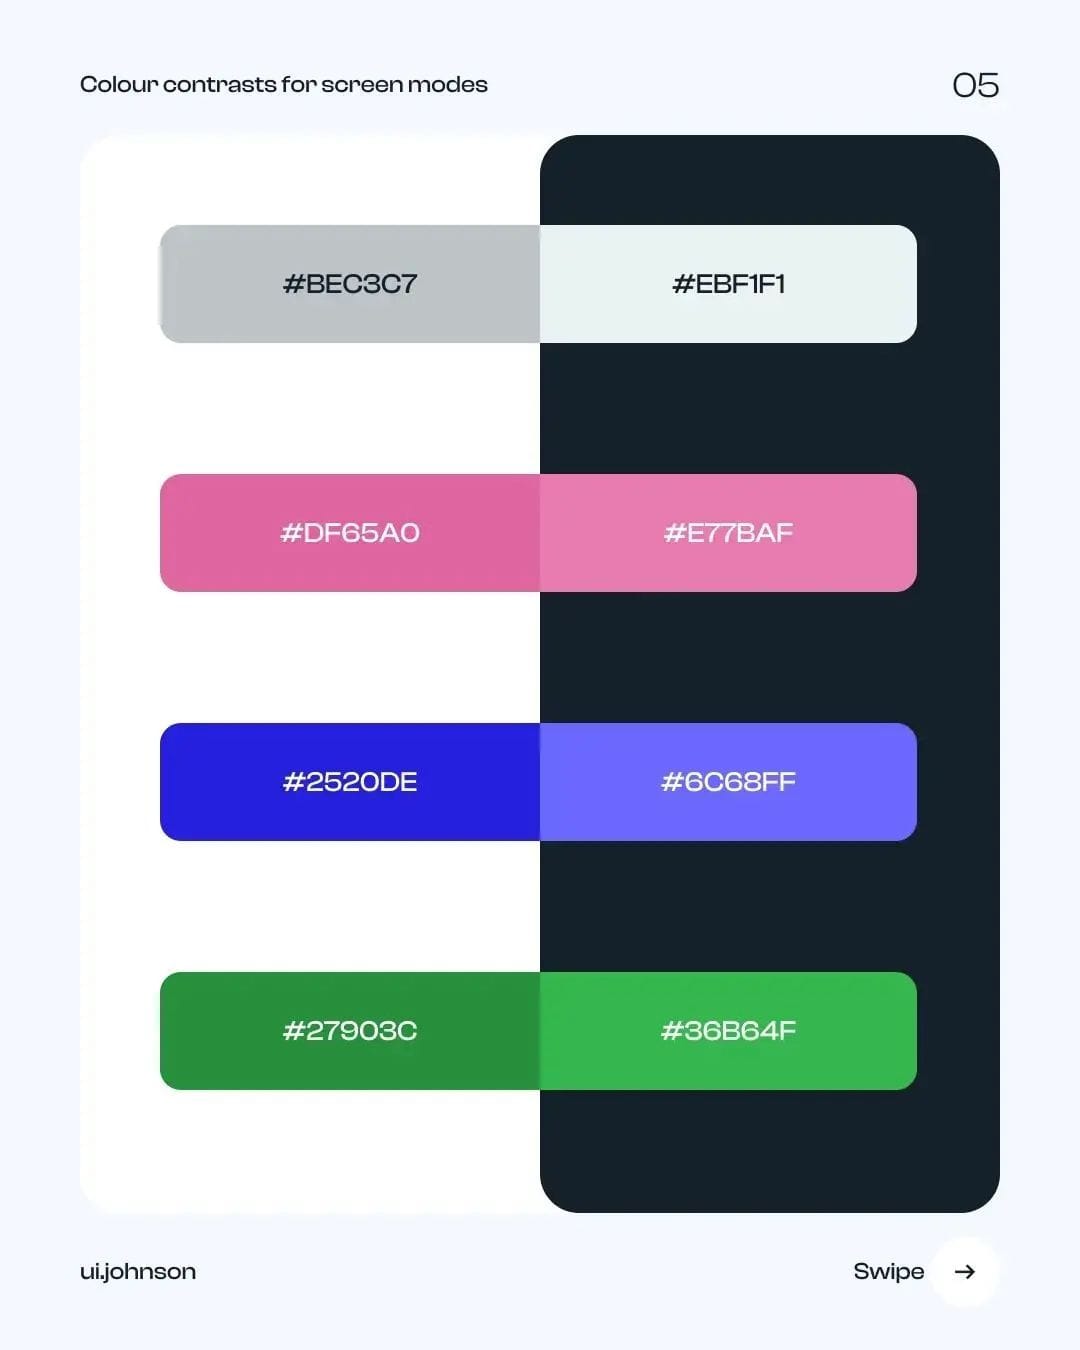 Colour contrasts for screen modes
05
#BEC3C7
#EBF1F1
#DF65A0
#E77BAF
#2520DE
#6C68FF
#27903C
#36B64F
ui.johnson
Swipe →